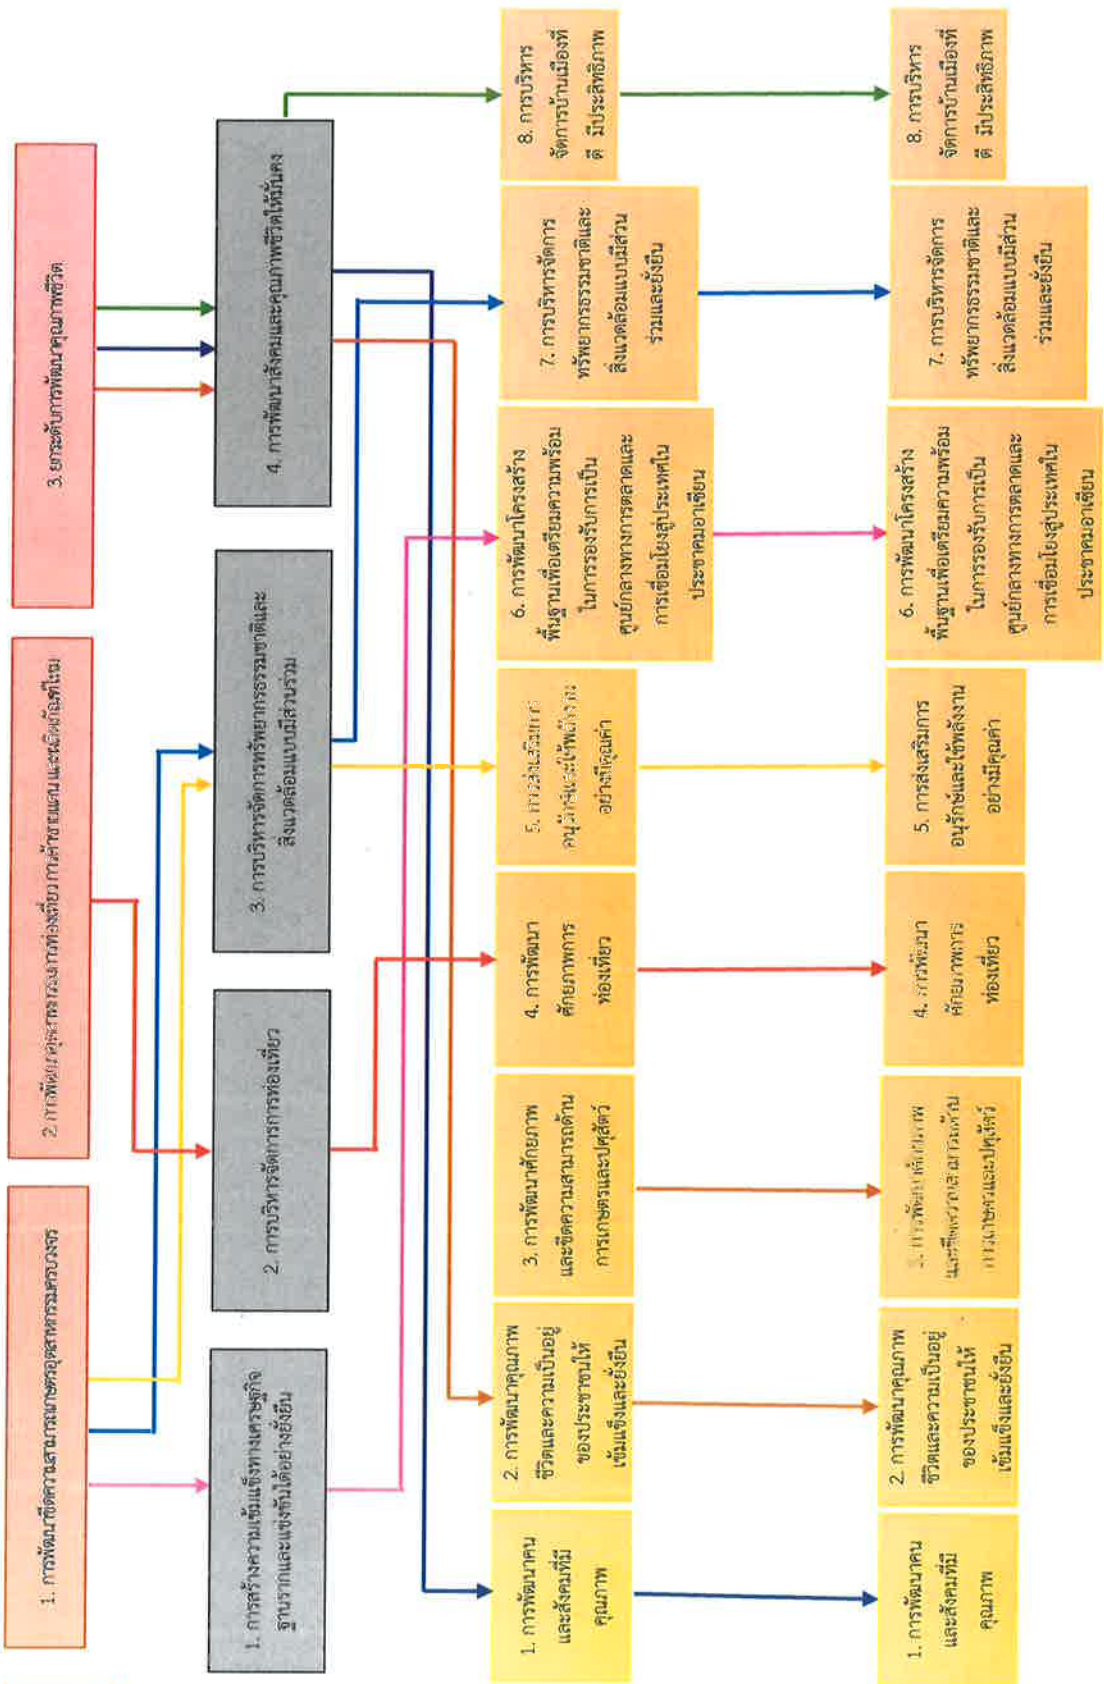 1. การพัฒนาขีดความสามารถเกษตรอุตสาหกรรมครบวงจร
2. การพัฒนาคุณภาพการท่องเที่ยว การค้าชายแดน และผลิตภัณฑ์ไหม
3. ยกระดับการพัฒนาคุณภาพชีวิต
1. การสร้างความเข้มแข็งทางเศรษฐกิจ
ฐานรากและแข่งขันได้อย่างยั่งยืน
2. การบริหารจัดการการท่องเที่ยว
3. การบริหารจัดการทรัพยากรธรรมชาติและ
สิ่งแวดล้อมแบบมีส่วนร่วม
4. การพัฒนาสังคมและคุณภาพชีวิตให้มั่นคง
1. การพัฒนาคน
และสังคมที่มี
คุณภาพ
2. การพัฒนาคุณภาพ
ชีวิตและความเป็นอยู่
ของประชาชนให้
เข้มแข็งและยั่งยืน
3. การพัฒนาศักยภาพ
และขีดความสามารถด้าน
การเกษตรและปศุสัตว์
4. การพัฒนา
ศักยภาพการ
ท่องเที่ยว
5. การส่งเสริมการ
อนุรักษ์และใช้พลังงาน
อย่างมีคุณค่า
6. การพัฒนาโครงสร้าง
พื้นฐานเพื่อเตรียมความพร้อม
ในการรองรับการเป็น
ศูนย์กลางทางการตลาดและ
การเชื่อมโยงสู่ประเทศใน
ประชาคมอาเซียน
7. การบริหารจัดการ
ทรัพยากรธรรมชาติและ
สิ่งแวดล้อมแบบมีส่วน
ร่วมและยั่งยืน
8. การบริหาร
จัดการบ้านเมืองที่
ดี มีประสิทธิภาพ
1. การพัฒนาคน
และสังคมที่มี
คุณภาพ
2. การพัฒนาคุณภาพ
ชีวิตและความเป็นอยู่
ของประชาชนให้
เข้มแข็งและยั่งยืน
3. การพัฒนาศักยภาพ
และขีดความสามารถด้าน
การเกษตรและปศุสัตว์
4. การพัฒนา
ศักยภาพการ
ท่องเที่ยว
5. การส่งเสริมการ
อนุรักษ์และใช้พลังงาน
อย่างมีคุณค่า
6. การพัฒนาโครงสร้าง
พื้นฐานเพื่อเตรียมความพร้อม
ในการรองรับการเป็น
ศูนย์กลางทางการตลาดและ
การเชื่อมโยงสู่ประเทศใน
ประชาคมอาเซียน
7. การบริหารจัดการ
ทรัพยากรธรรมชาติและ
สิ่งแวดล้อมแบบมีส่วน
ร่วมและยั่งยืน
8. การบริหาร
จัดการบ้านเมืองที่
ดี มีประสิทธิภาพ